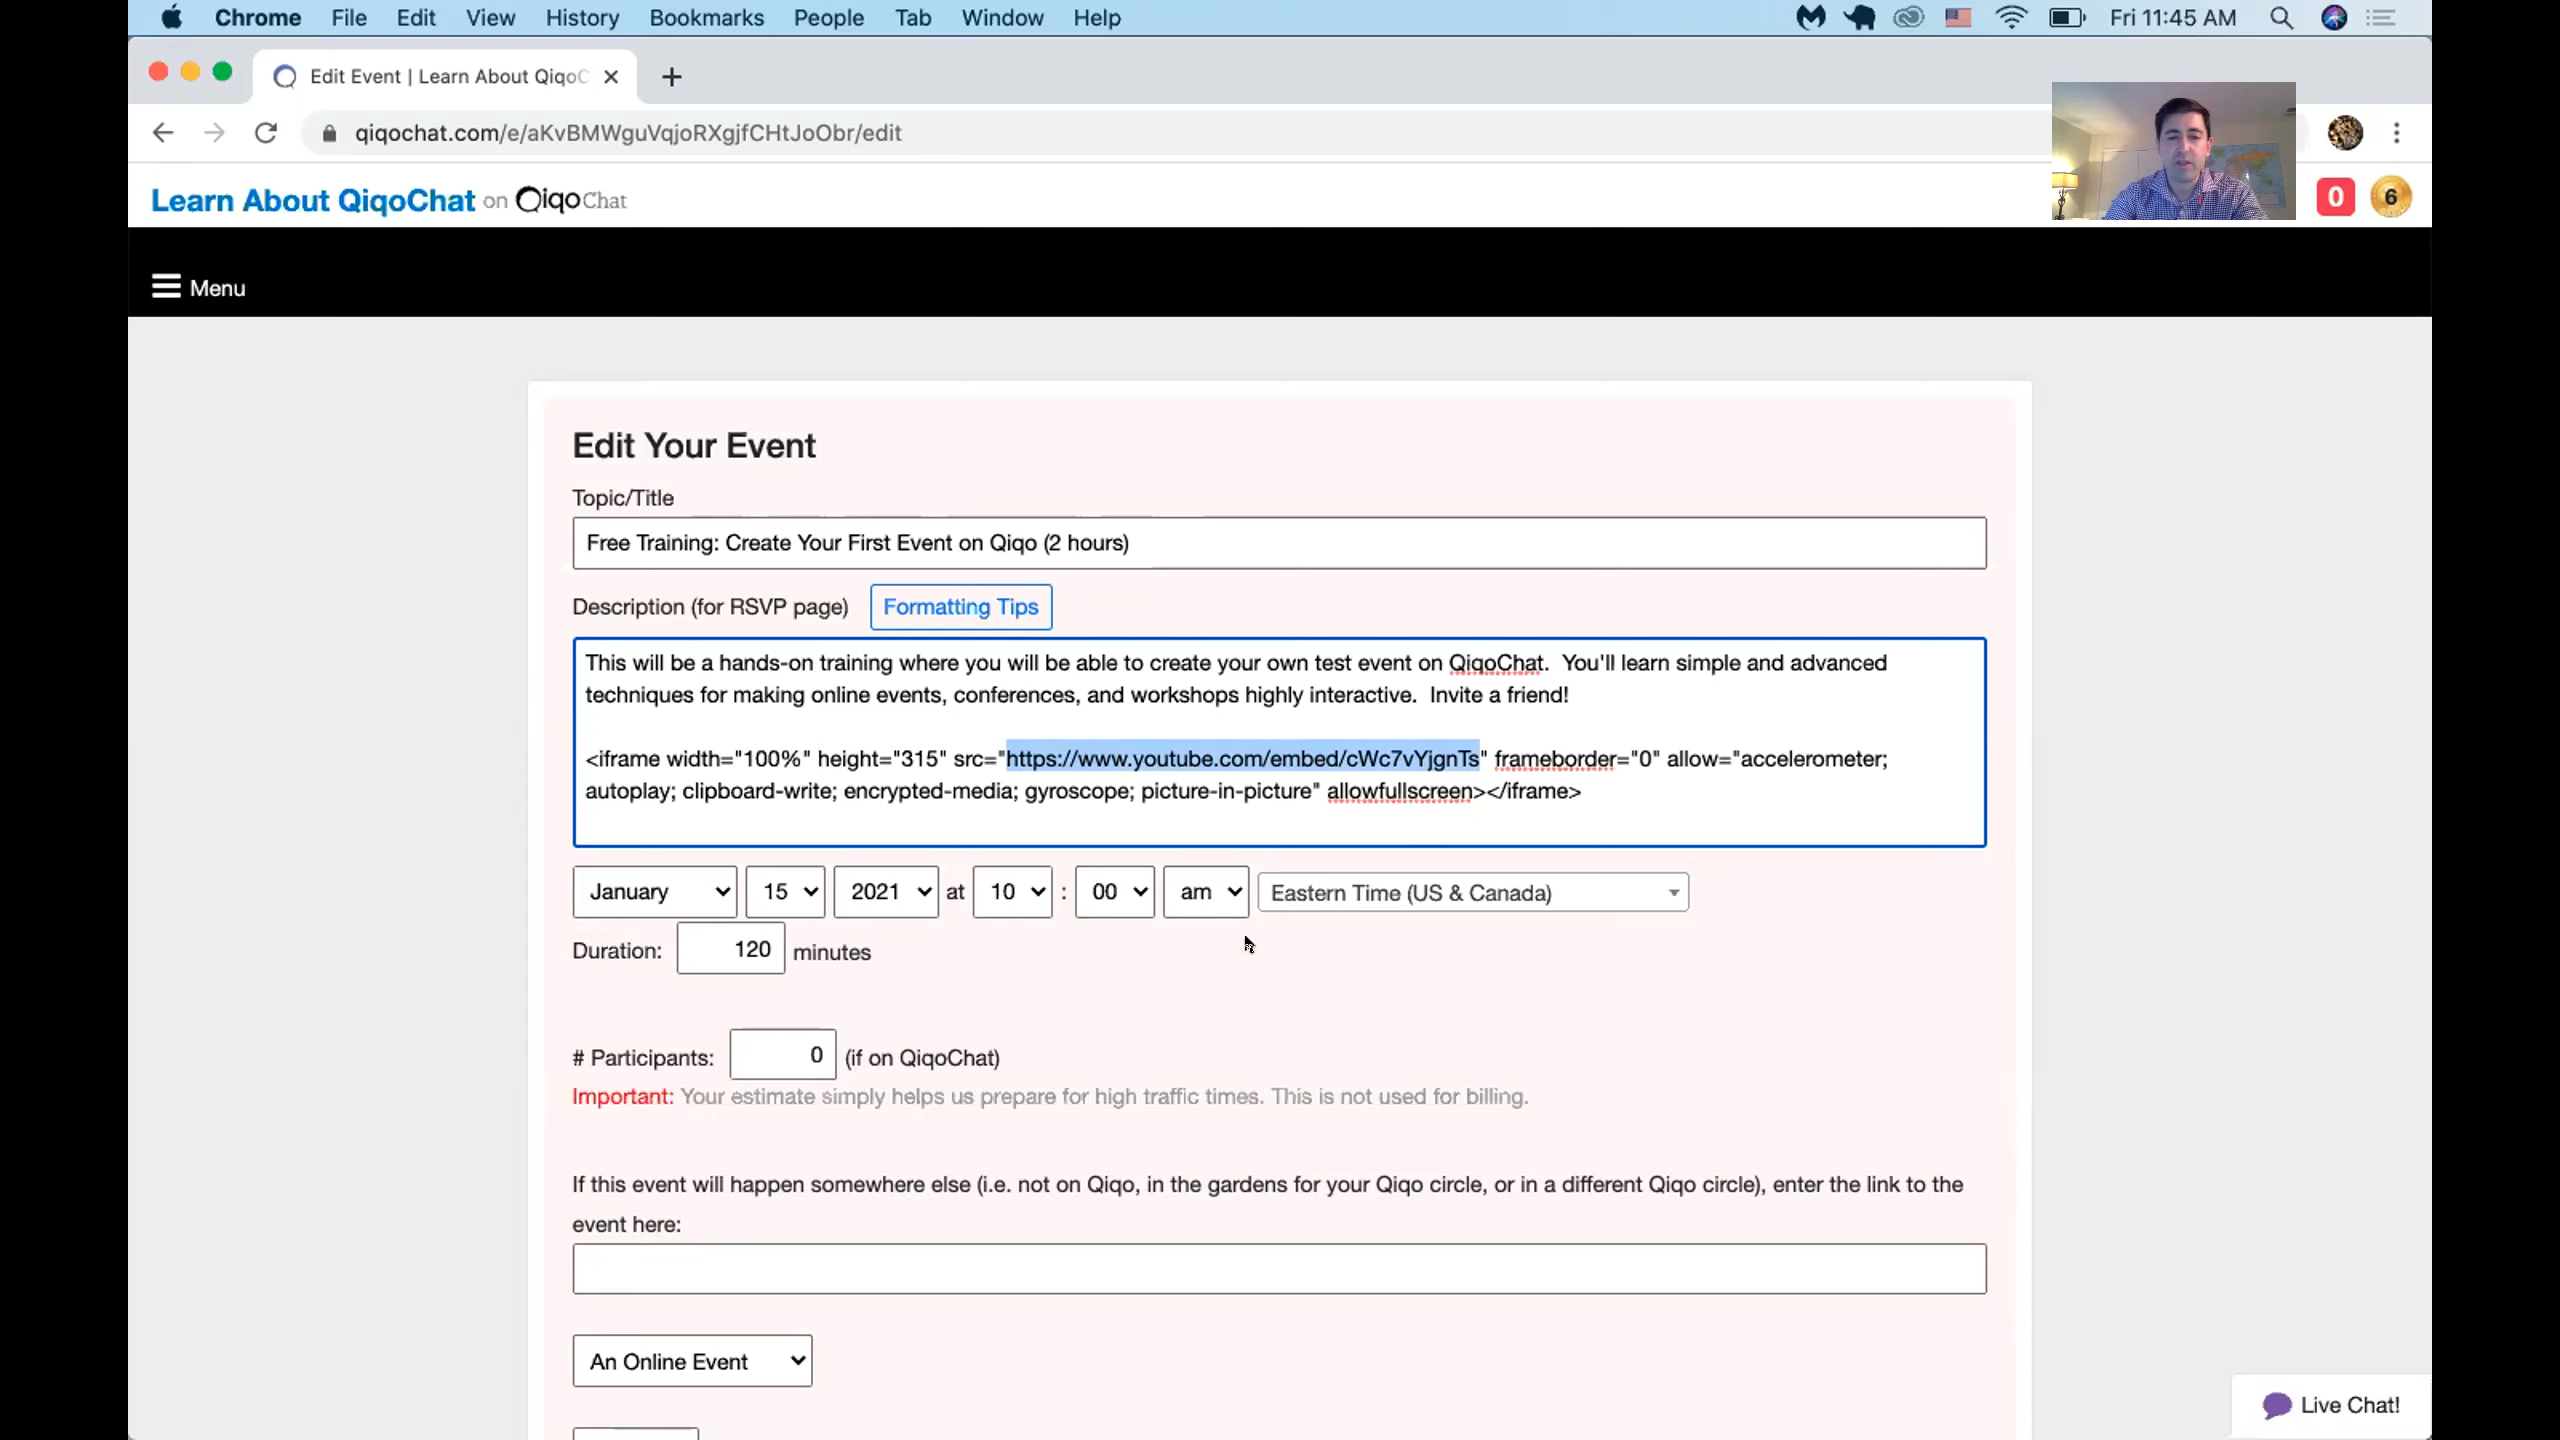 Chrome File Edit View History Bookmarks People Tab Window Help Fri 11:45 AM
Edit Event | Learn About Qiqo
qiqochat.com/e/aKvBMWguVqjoRXgjfCHtJoObr/edit
Learn About QiqoChat on QiqoChat 0 6
Menu
Edit Your Event
Topic/Title
Free Training: Create Your First Event on Qiqo (2 hours)
Description (for RSVP page) Formatting Tips
This will be a hands-on training where you will be able to create your own test event on QiqoChat.  You'll learn simple and advanced
techniques for making online events, conferences, and workshops highly interactive.  Invite a friend!
<iframe width="100%" height="315" src="https://www.youtube.com/embed/cWc7vYjgnTs" frameborder="0" allow="accelerometer;
autoplay; clipboard-write; encrypted-media; gyroscope; picture-in-picture" allowfullscreen></iframe>
January 15 2021 at 10 : 00 am Eastern Time (US & Canada)
Duration: 120 minutes
# Participants: 0 (if on QiqoChat)
Important: Your estimate simply helps us prepare for high traffic times. This is not used for billing.
If this event will happen somewhere else (i.e. not on Qiqo, in the gardens for your Qiqo circle, or in a different Qiqo circle), enter the link to the
event here:
An Online Event
Live Chat!